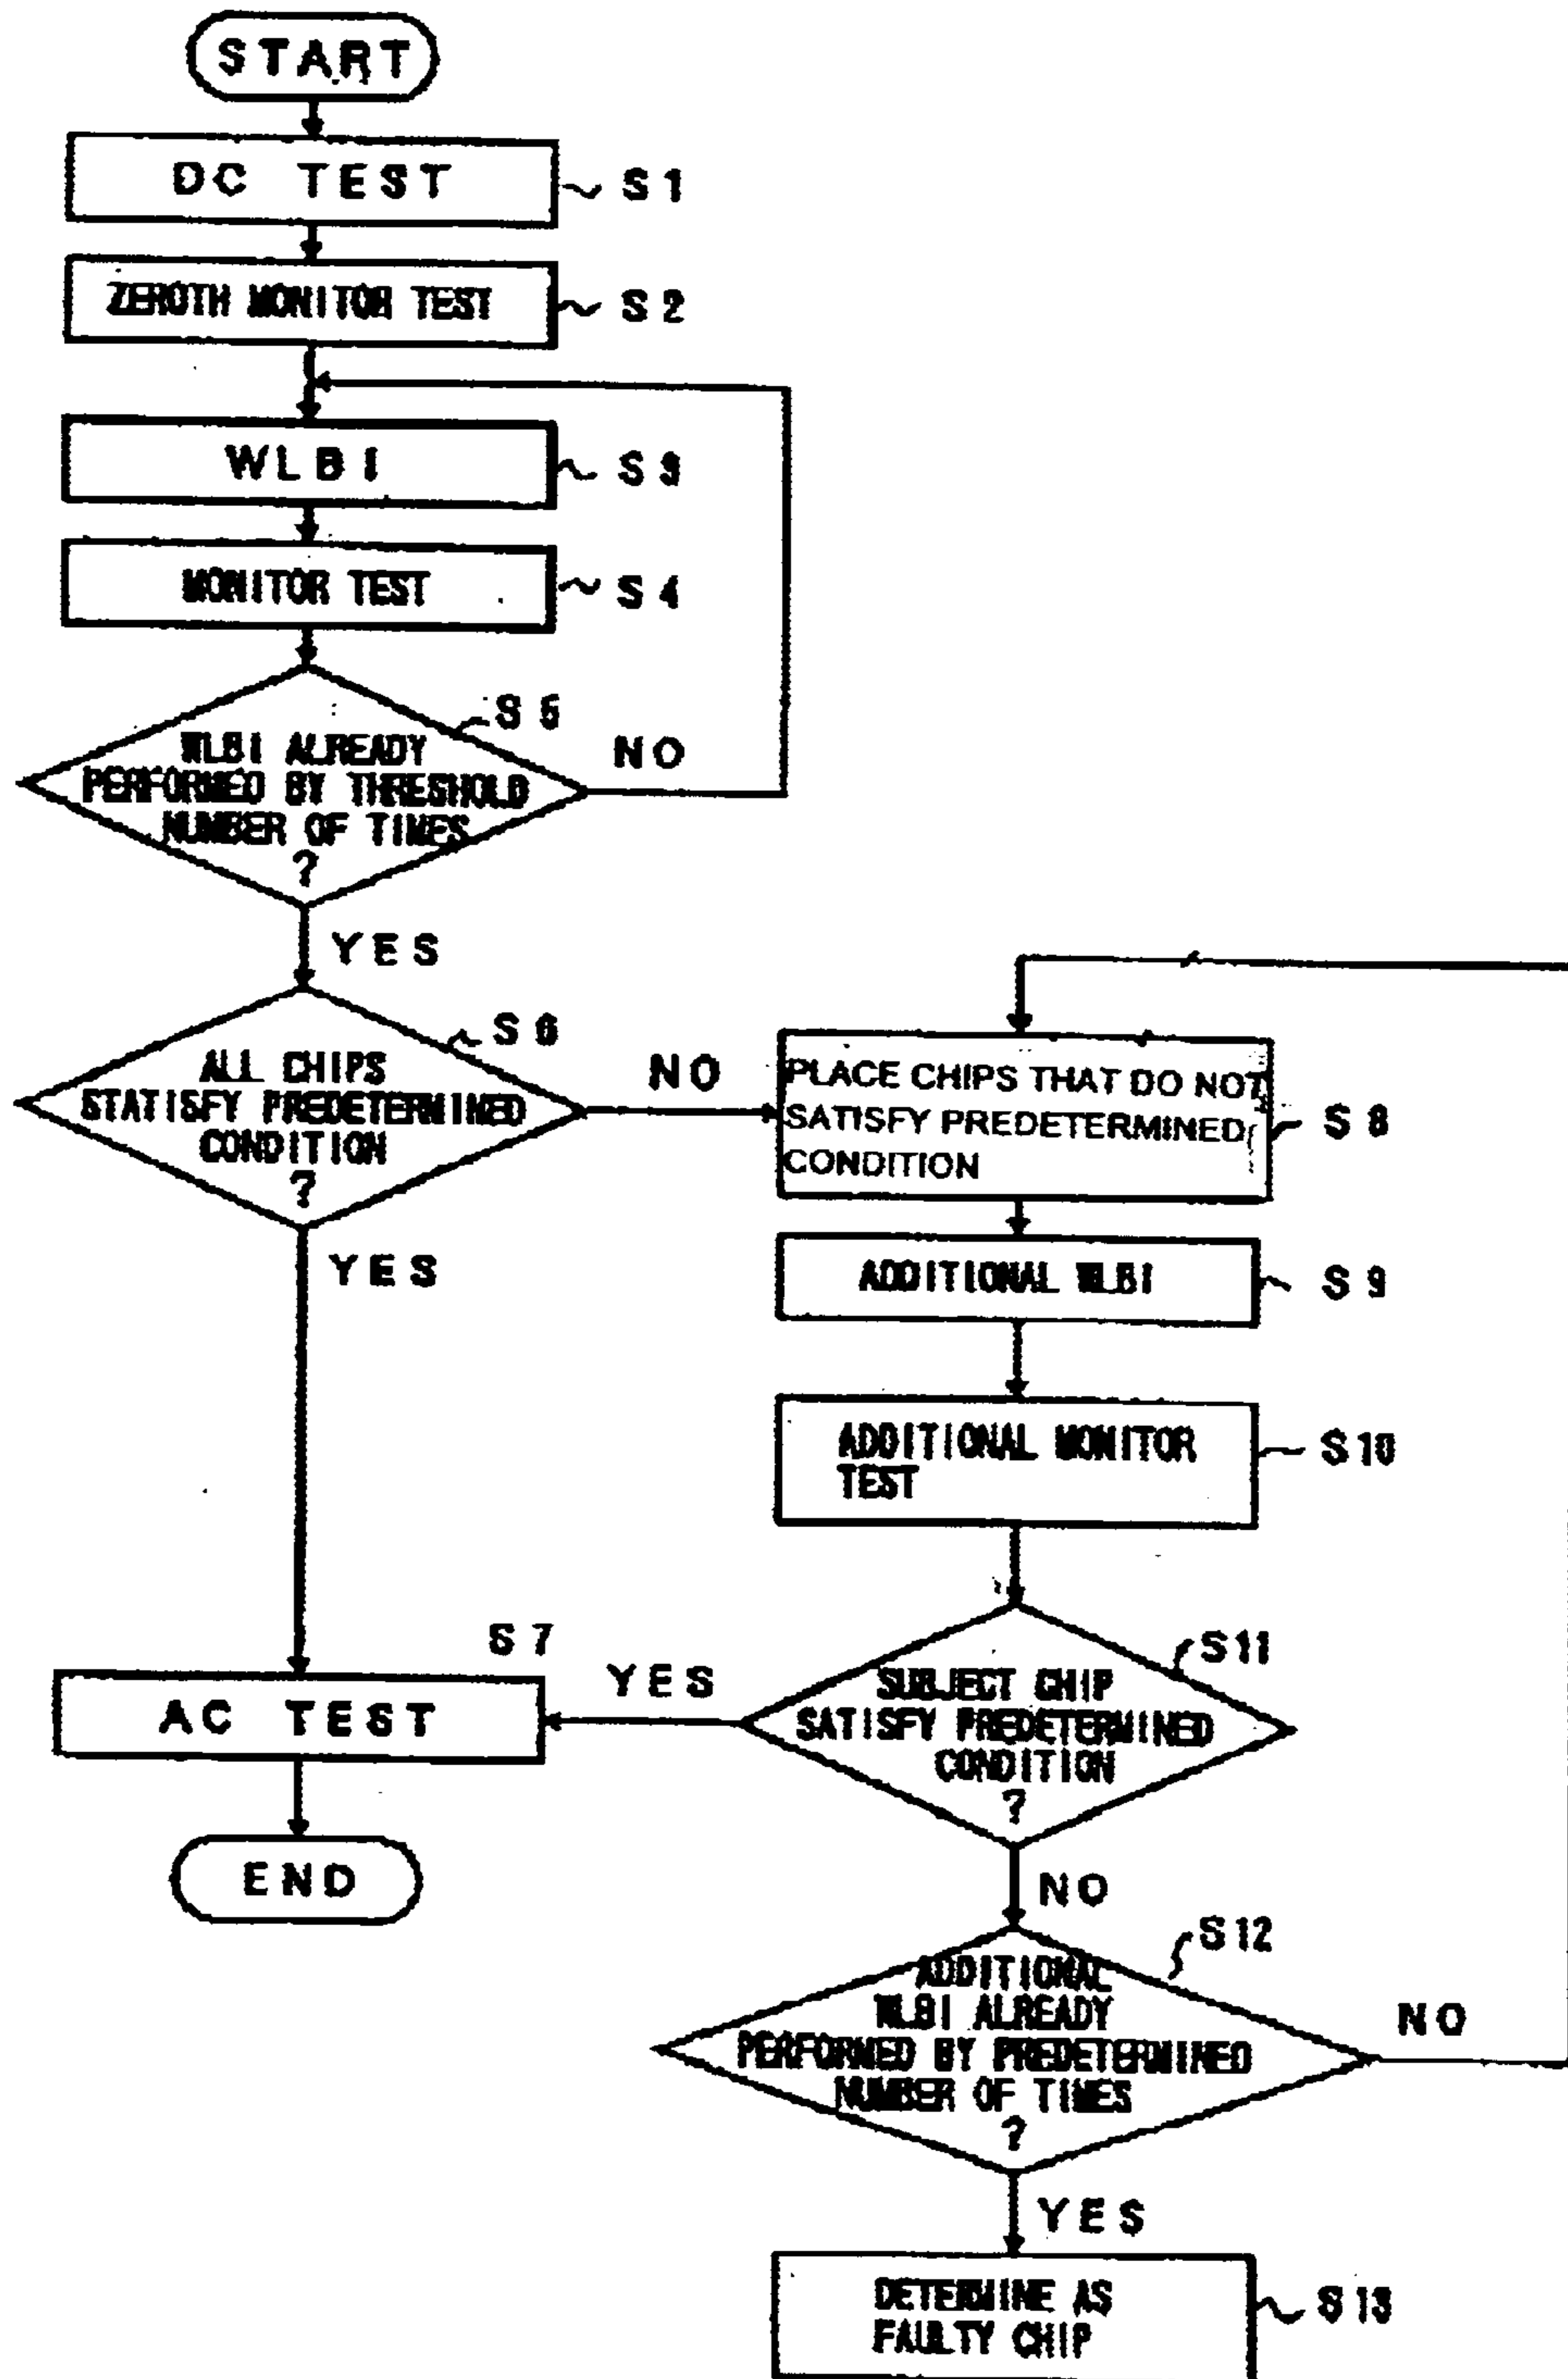 START
DC TEST
S1
ZEROTH MONITOR TEST
S2
WLBI
S3
MONITOR TEST
S4
S5
WLBI ALREADY
PERFORMED BY THRESHOLD
NUMBER OF TIMES
?
NO
YES
S6
ALL CHIPS
STATISFY PREDETERMINED
CONDITION
?
NO
YES
PLACE CHIPS THAT DO NOT
SATISFY PREDETERMINED
CONDITION
S8
ADDITIONAL WLBI
S9
ADDITIONAL MONITOR
TEST
S10
S7
AC TEST
YES
S11
SUBJECT CHIP
SATISFY PREDETERMINED
CONDITION
?
END
NO
S12
ADDITIONAL
WLBI ALREADY
PERFORMED BY PREDETERMINED
NUMBER OF TIMES
?
NO
YES
DETERMINE AS
FAULTY CHIP
S13